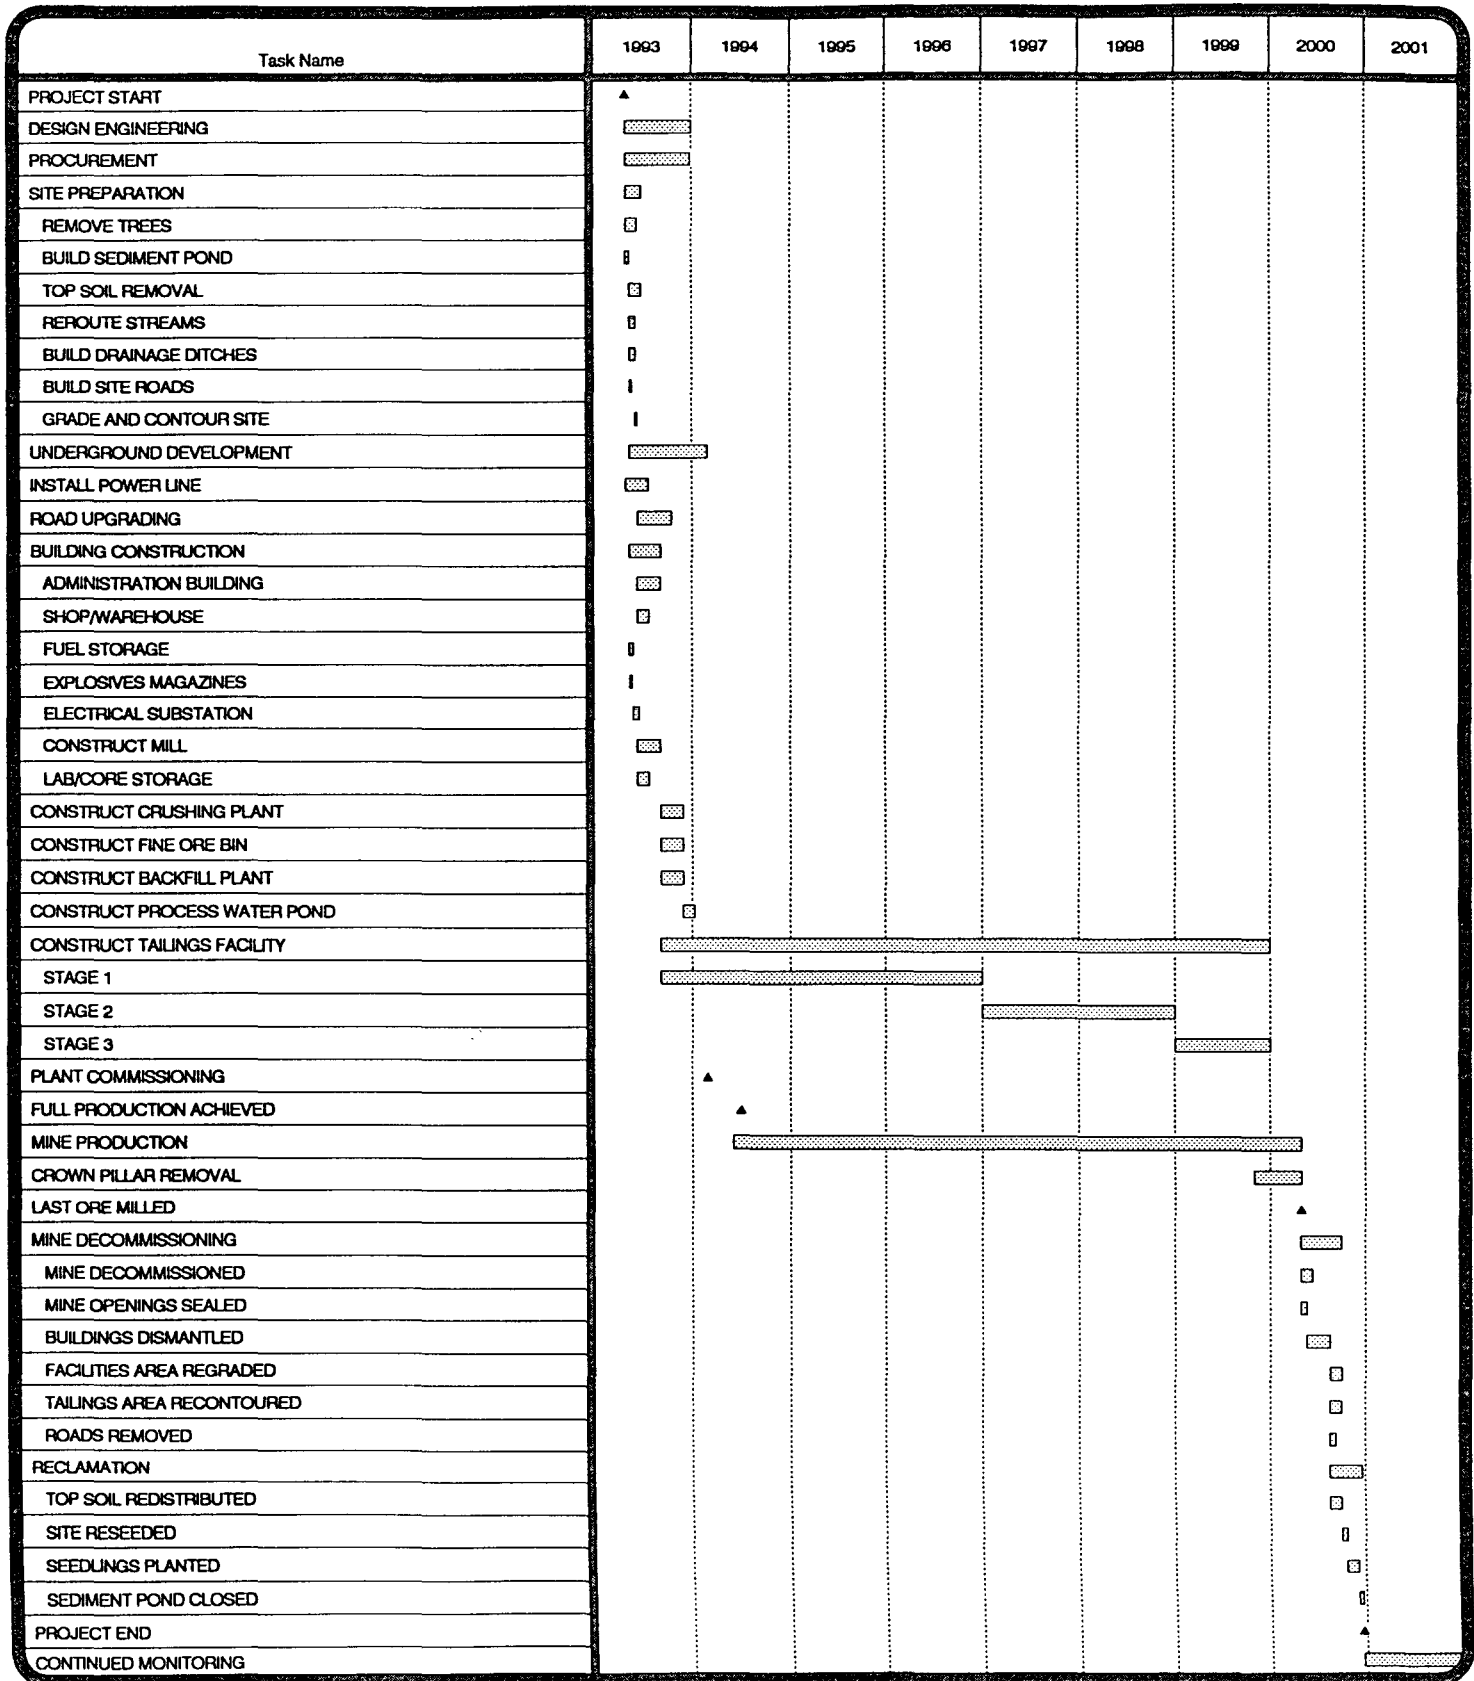 Task Name 1993 1994 1995 1996 1997 1998 1999 2000 2001
PROJECT START
DESIGN ENGINEERING
PROCUREMENT
SITE PREPARATION
REMOVE TREES
BUILD SEDIMENT POND
TOP SOIL REMOVAL
REROUTE STREAMS
BUILD DRAINAGE DITCHES
BUILD SITE ROADS
GRADE AND CONTOUR SITE
UNDERGROUND DEVELOPMENT
INSTALL POWER LINE
ROAD UPGRADING
BUILDING CONSTRUCTION
ADMINISTRATION BUILDING
SHOP/WAREHOUSE
FUEL STORAGE
EXPLOSIVES MAGAZINES
ELECTRICAL SUBSTATION
CONSTRUCT MILL
LAB/CORE STORAGE
CONSTRUCT CRUSHING PLANT
CONSTRUCT FINE ORE BIN
CONSTRUCT BACKFILL PLANT
CONSTRUCT PROCESS WATER POND
CONSTRUCT TAILINGS FACILITY
STAGE 1
STAGE 2
STAGE 3
PLANT COMMISSIONING
FULL PRODUCTION ACHIEVED
MINE PRODUCTION
CROWN PILLAR REMOVAL
LAST ORE MILLED
MINE DECOMMISSIONING
MINE DECOMMISSIONED
MINE OPENINGS SEALED
BUILDINGS DISMANTLED
FACILITIES AREA REGRADED
TAILINGS AREA RECONTOURED
ROADS REMOVED
RECLAMATION
TOP SOIL REDISTRIBUTED
SITE RESEEDED
SEEDLINGS PLANTED
SEDIMENT POND CLOSED
PROJECT END
CONTINUED MONITORING